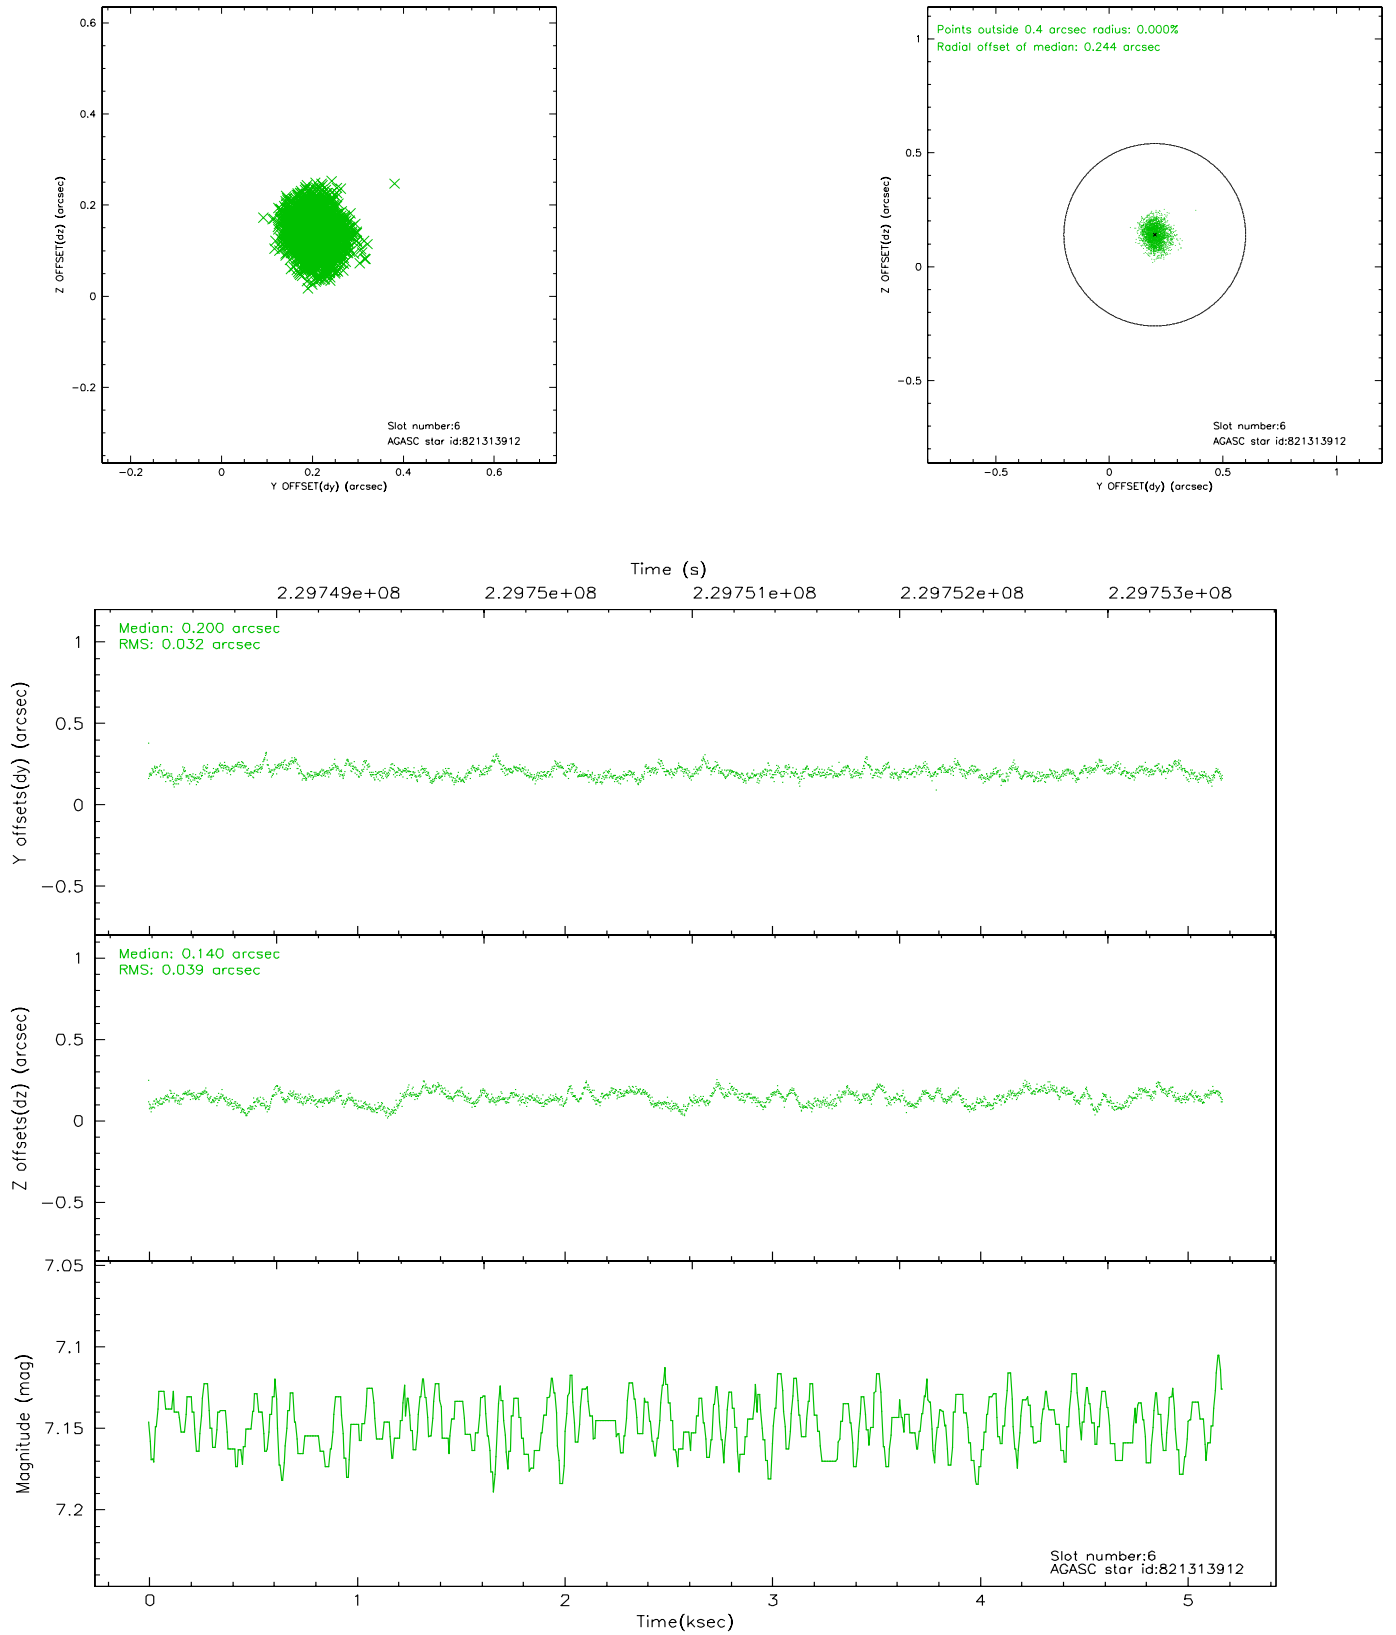 0.6
0.4
0.2
0
−0.2
Z OFFSET(dz) (arcsec)
Slot number:6
AGASC star id:821313912
−0.2 0 0.2 0.4 0.6
Y OFFSET(dy) (arcsec)
Points outside 0.4 arcsec radius: 0.000%
Radial offset of median: 0.244 arcsec
1
0.5
0
−0.5
Z OFFSET(dz) (arcsec)
Slot number:6
AGASC star id:821313912
−0.5 0 0.5 1
Y OFFSET(dy) (arcsec)
Time (s)
2.29749e+08 2.2975e+08 2.29751e+08 2.29752e+08 2.29753e+08
Median: 0.200 arcsec
RMS: 0.032 arcsec
1
0.5
0
−0.5
Y offsets(dy) (arcsec)
Median: 0.140 arcsec
RMS: 0.039 arcsec
1
0.5
0
−0.5
Z offsets(dz) (arcsec)
7.05
7.1
7.15
7.2
Magnitude (mag)
Slot number:6
AGASC star id:821313912
0 1 2 3 4 5
Time(ksec)